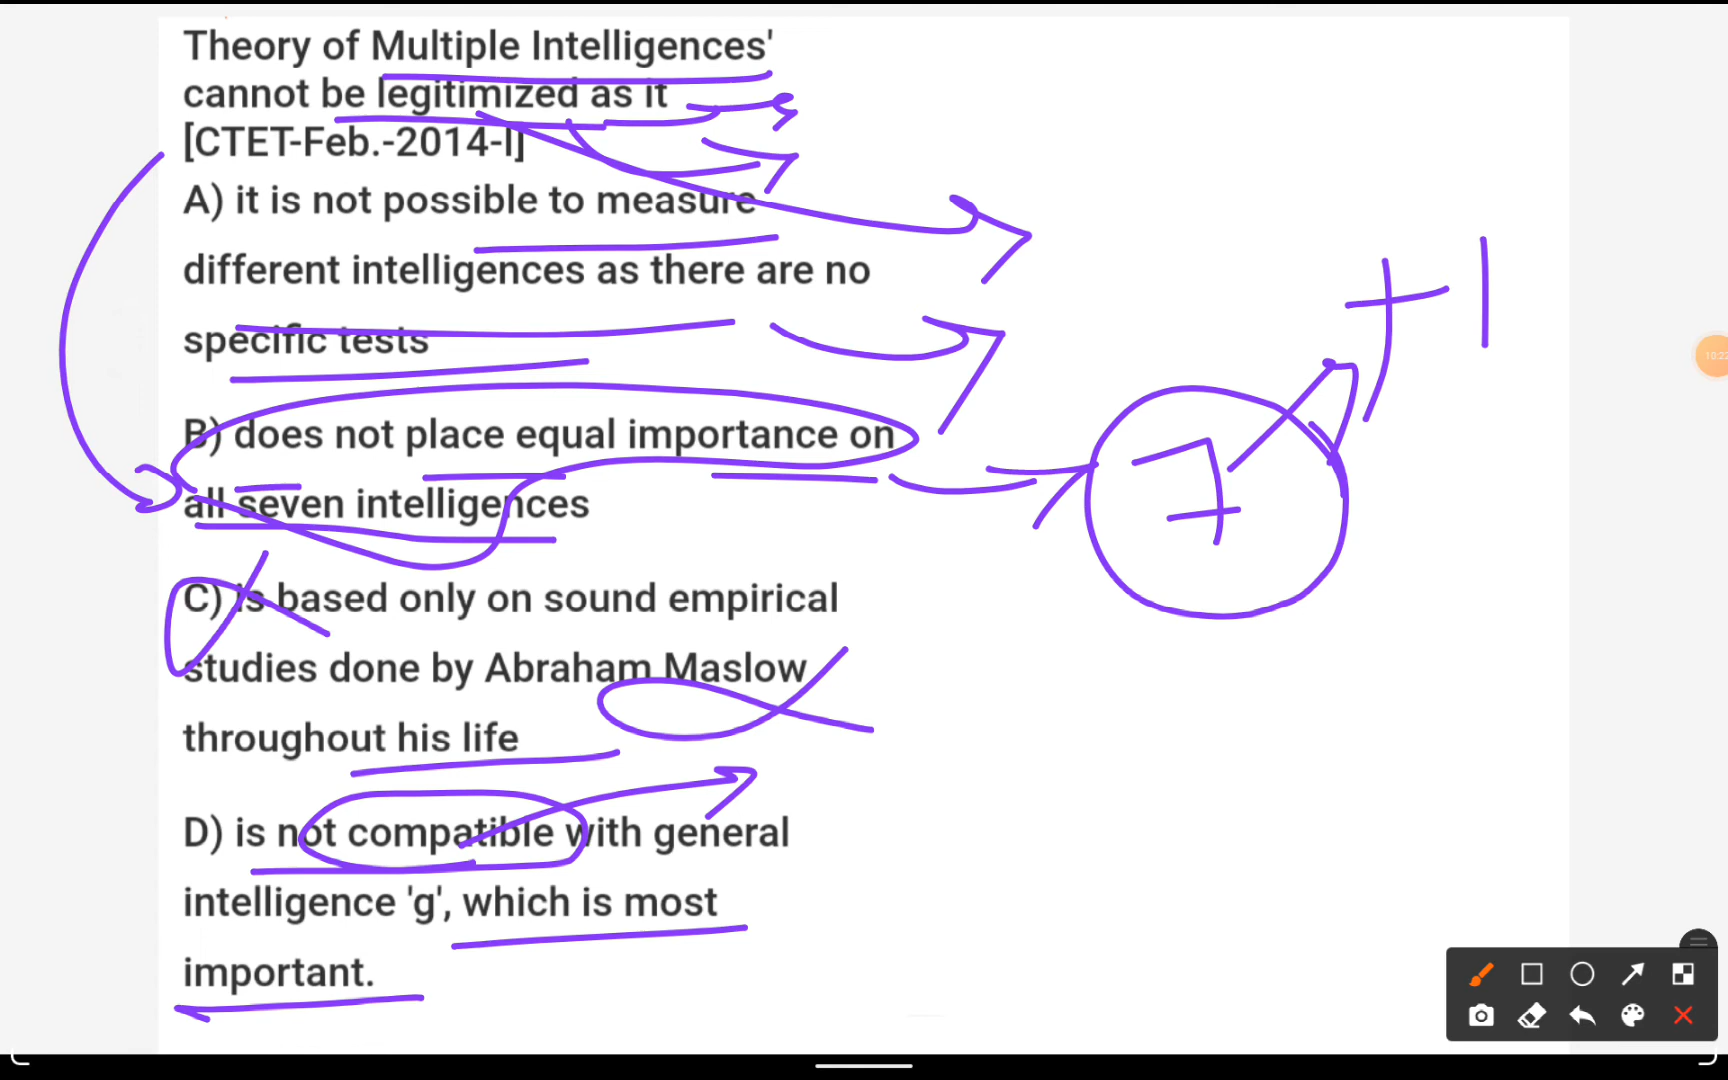 Theory of Multiple Intelligences'
cannot be legitimized as it
[CTET-Feb.-2014-I]
A) it is not possible to measure
different intelligences as there are no
specific tests
B) does not place equal importance on
all seven intelligences
C) is based only on sound empirical
studies done by Abraham Maslow
throughout his life
D) is not compatible with general
intelligence 'g', which is most
important.
7
+1